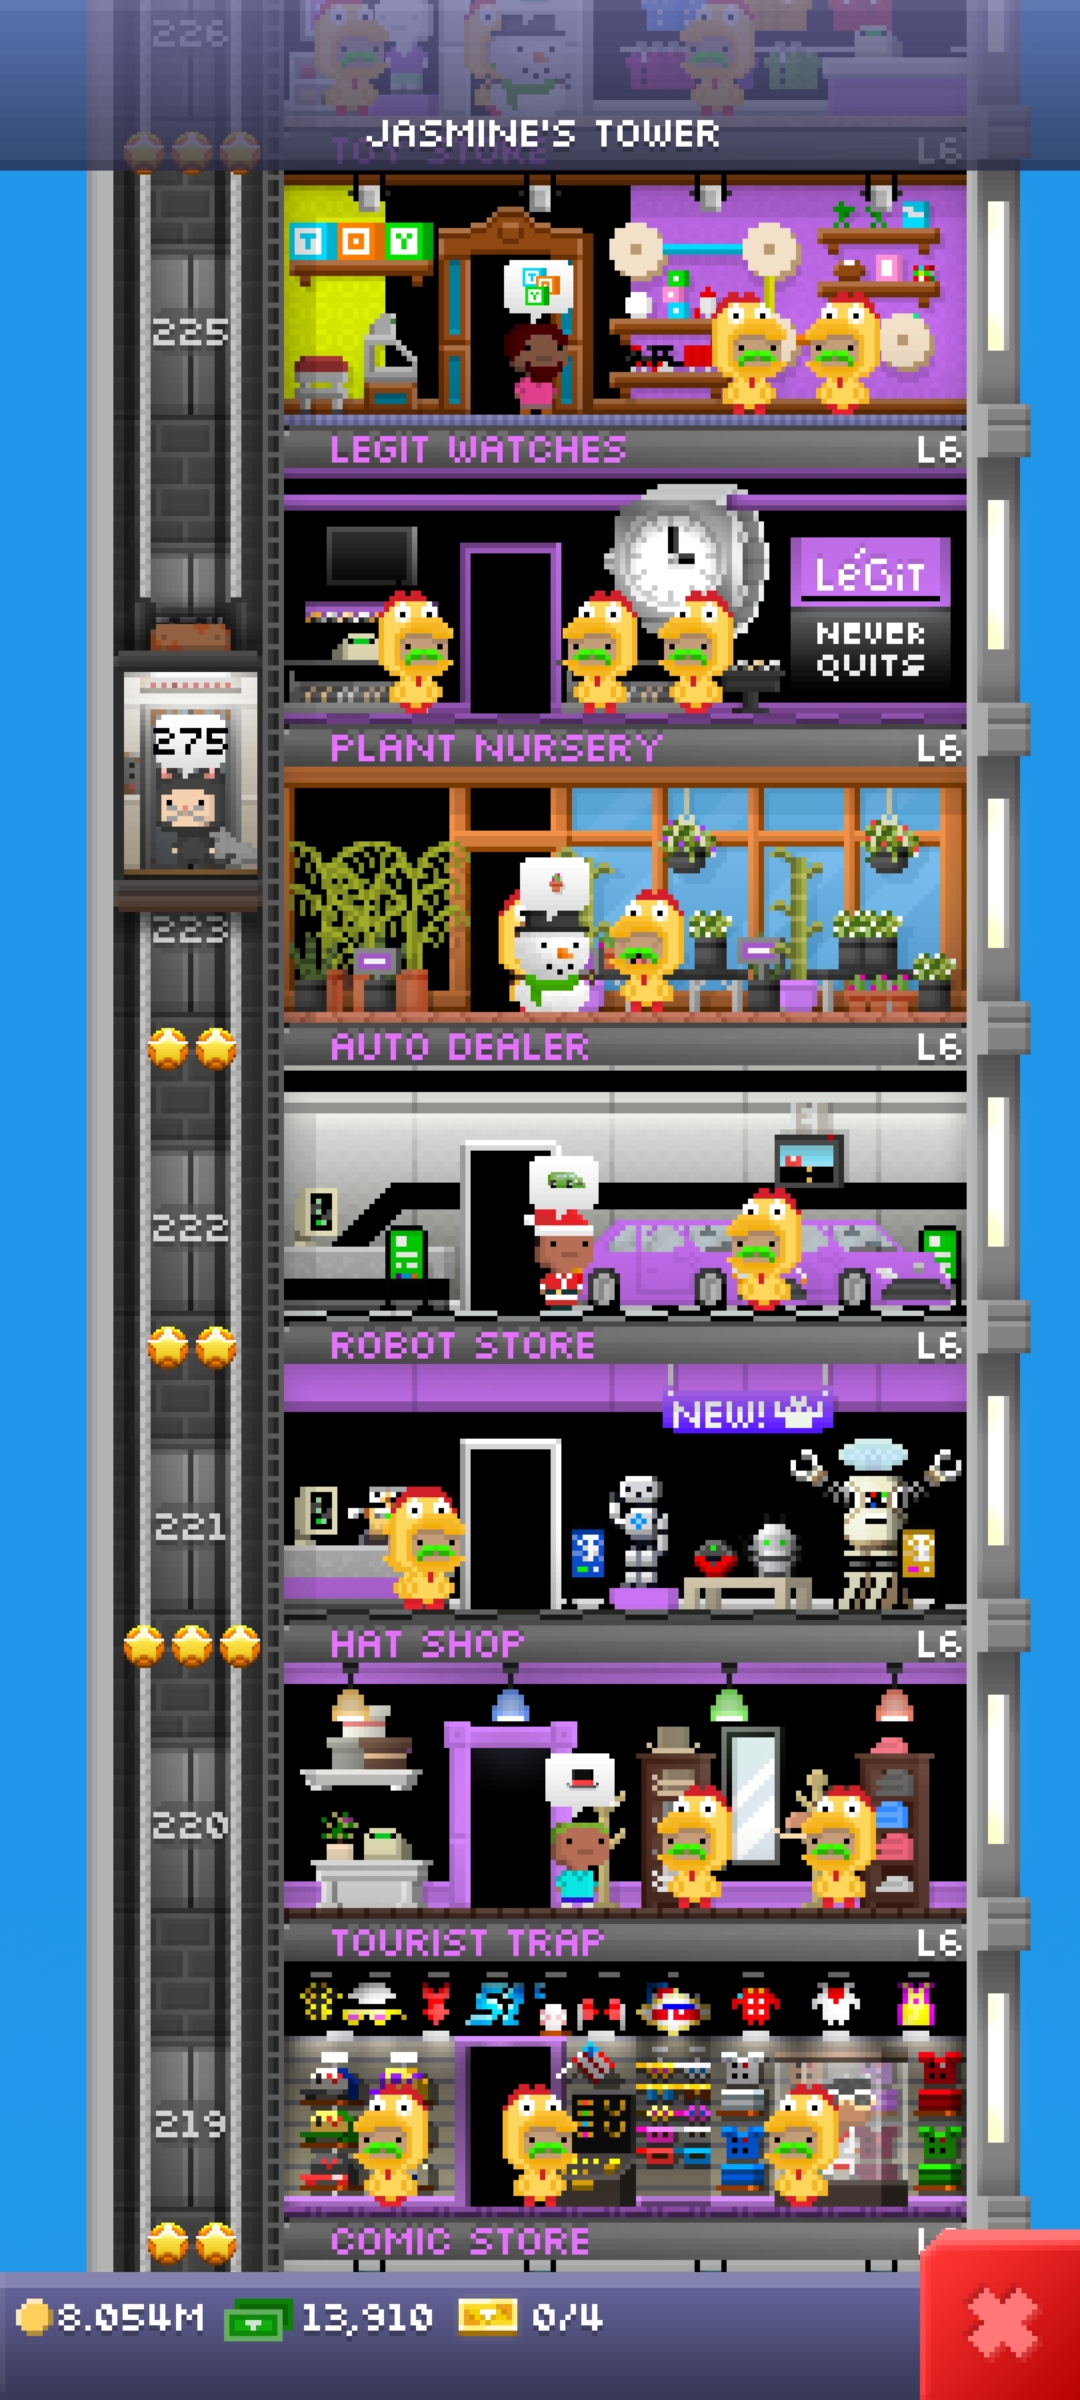 226
JASMINE'S TOWER
TOY STORE L6
TOY
225
LEGIT WATCHES L6
LéGiT
NEVER
QUITS
PLANT NURSERY L6
275
223
AUTO DEALER L6
222
ROBOT STORE L6
NEW!
221
HAT SHOP L6
220
TOURIST TRAP L6
219
COMIC STORE
8.054M 13,910 0/4